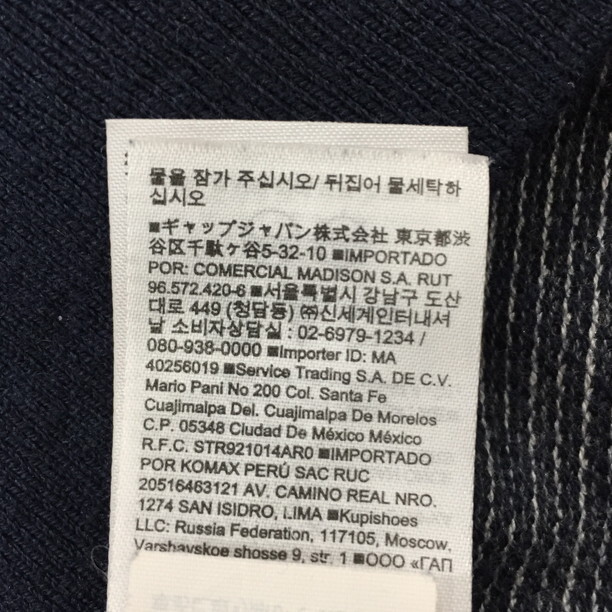 물을 잠가 주십시오/ 뒤집어 물세탁하
십시오
■ギャップジャパン株式会社 東京都渋
谷区千駄ケ谷5-32-10 ■IMPORTADO
POR: COMERCIAL MADISON S.A. RUT
96.572.420-6 ■서울특별시 강남구 도산
대로 449 (청담동) ㈜신세계인터내셔
날 소비자상담실 : 02-6979-1234 /
080-938-0000 ■Importer ID: MA
40256019 ■Service Trading S.A. DE C.V.
Mario Pani No 200 Col. Santa Fe
Cuajimalpa Del. Cuajimalpa De Morelos
C.P. 05348 Ciudad De México México
R.F.C. STR921014AR0 ■IMPORTADO
POR KOMAX PERÚ SAC RUC
20516463121 AV. CAMINO REAL NRO.
1274 SAN ISIDRO, LIMA ■Kupishoes
LLC: Russia Federation, 117105, Moscow,
Varshavskoe shosse 9, str. 1 ■ООО «ГАП